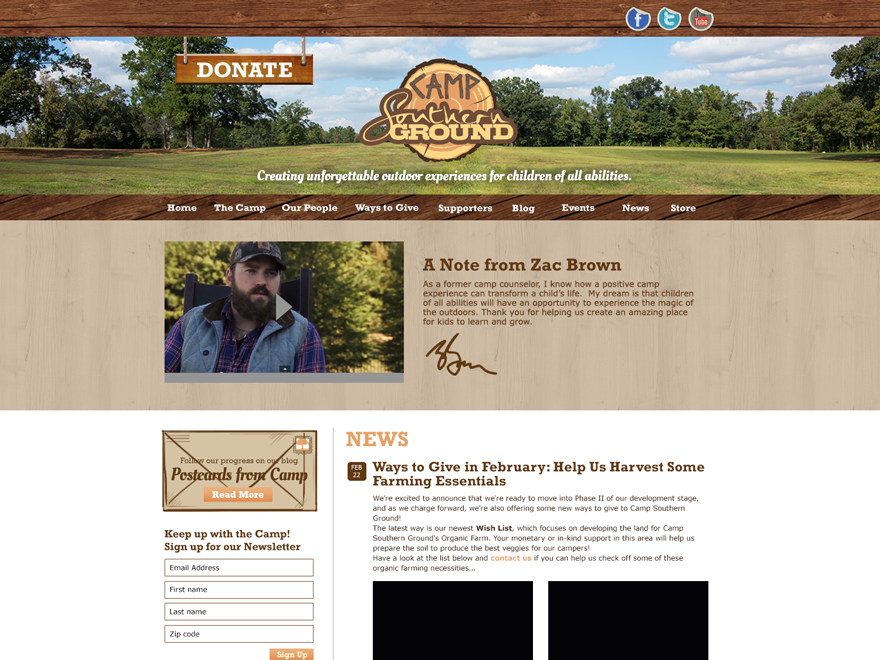 f
t
You
Tube
DONATE
CAMP
Southern
GROUND
Creating unforgettable outdoor experiences for children of all abilities.
Home The Camp Our People Ways to Give Supporters Blog Events News Store
A Note from Zac Brown
As a former camp counselor, I know how a positive camp
experience can transform a child's life. My dream is that children
of all abilities will have an opportunity to experience the magic of
the outdoors. Thank you for helping us create an amazing place
for kids to learn and grow.
Follow our progress on our blog
Postcards from Camp
Read More
Keep up with the Camp!
Sign up for our Newsletter
Email Address
First name
Last name
Zip code
Sign Up
NEWS
FEB
22
Ways to Give in February: Help Us Harvest Some
Farming Essentials
We're excited to announce that we're ready to move into Phase II of our development stage,
and as we charge forward, we're also offering some new ways to give to Camp Southern
Ground!
The latest way is our newest Wish List, which focuses on developing the land for Camp
Southern Ground's Organic Farm. Your monetary or in-kind support in this area will help us
prepare the soil to produce the best veggies for our campers!
Have a look at the list below and contact us if you can help us check off some of these
organic farming necessities...